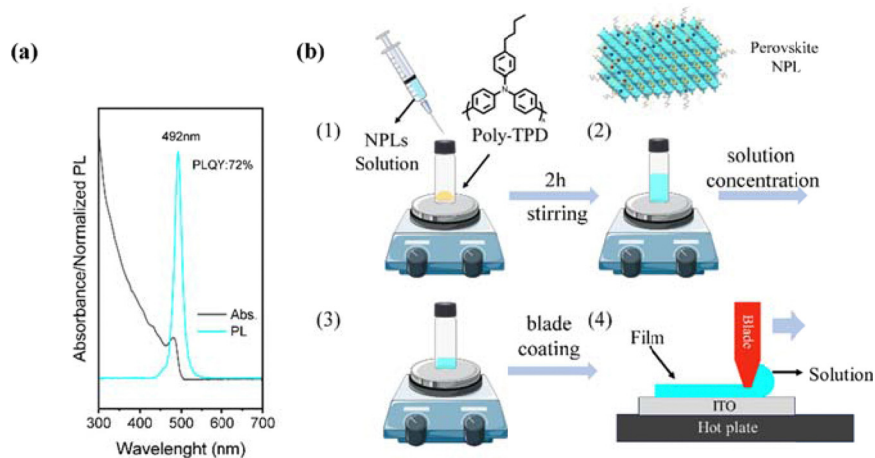 (a)
Absorbance/Normalized PL
492nm
PLQY:72%
Abs.
PL
300
400
500
600
700
Wavelenght (nm)
(b)
(1)
NPLs
Solution
N
n
Poly-TPD
2h
stirring
Perovskite
NPL
(2)
solution
concentration
(3)
blade
coating
(4)
Film
Blade
Solution
ITO
Hot plate